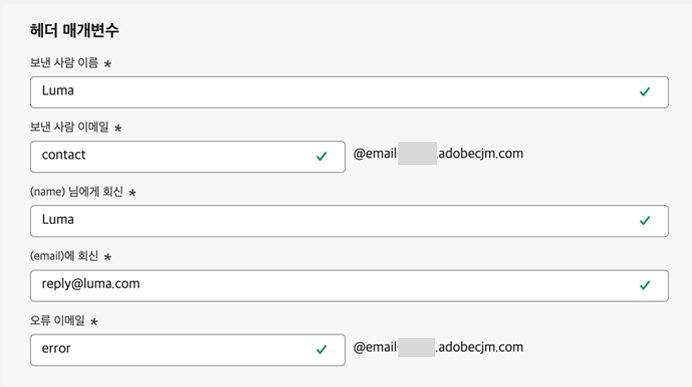 헤더 매개변수
보낸 사람 이름 *
Luma
보낸 사람 이메일 *
contact @email .adobecjm.com
(name) 님에게 회신 *
Luma
(email)에 회신 *
reply@luma.com
오류 이메일 *
error @email .adobecjm.com